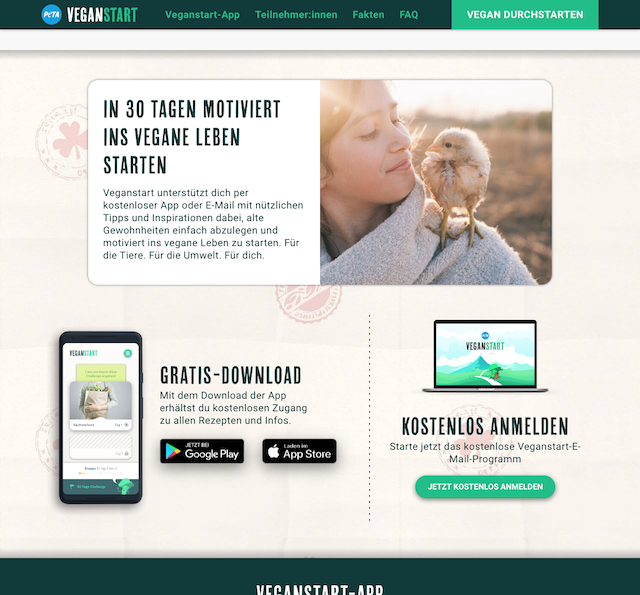 PeTA VEGANSTART Veganstart-App Teilnehmer:innen Fakten FAQ VEGAN DURCHSTARTEN
IN 30 TAGEN MOTIVIERT
INS VEGANE LEBEN
STARTEN
Veganstart unterstützt dich per
kostenloser App oder E-Mail mit nützlichen
Tipps und Inspirationen dabei, alte
Gewohnheiten einfach abzulegen und
motiviert ins vegane Leben zu starten. Für
die Tiere. Für die Umwelt. Für dich.
VEGANSTART
GRATIS-DOWNLOAD
Mit dem Download der App
erhältst du kostenlosen Zugang
zu allen Rezepten und Infos.
JETZT BEI
Google Play
Laden im
App Store
VEGANSTART
KOSTENLOS ANMELDEN
Starte jetzt das kostenlose Veganstart-E-
Mail-Programm
JETZT KOSTENLOS ANMELDEN
VEGANSTART-APP